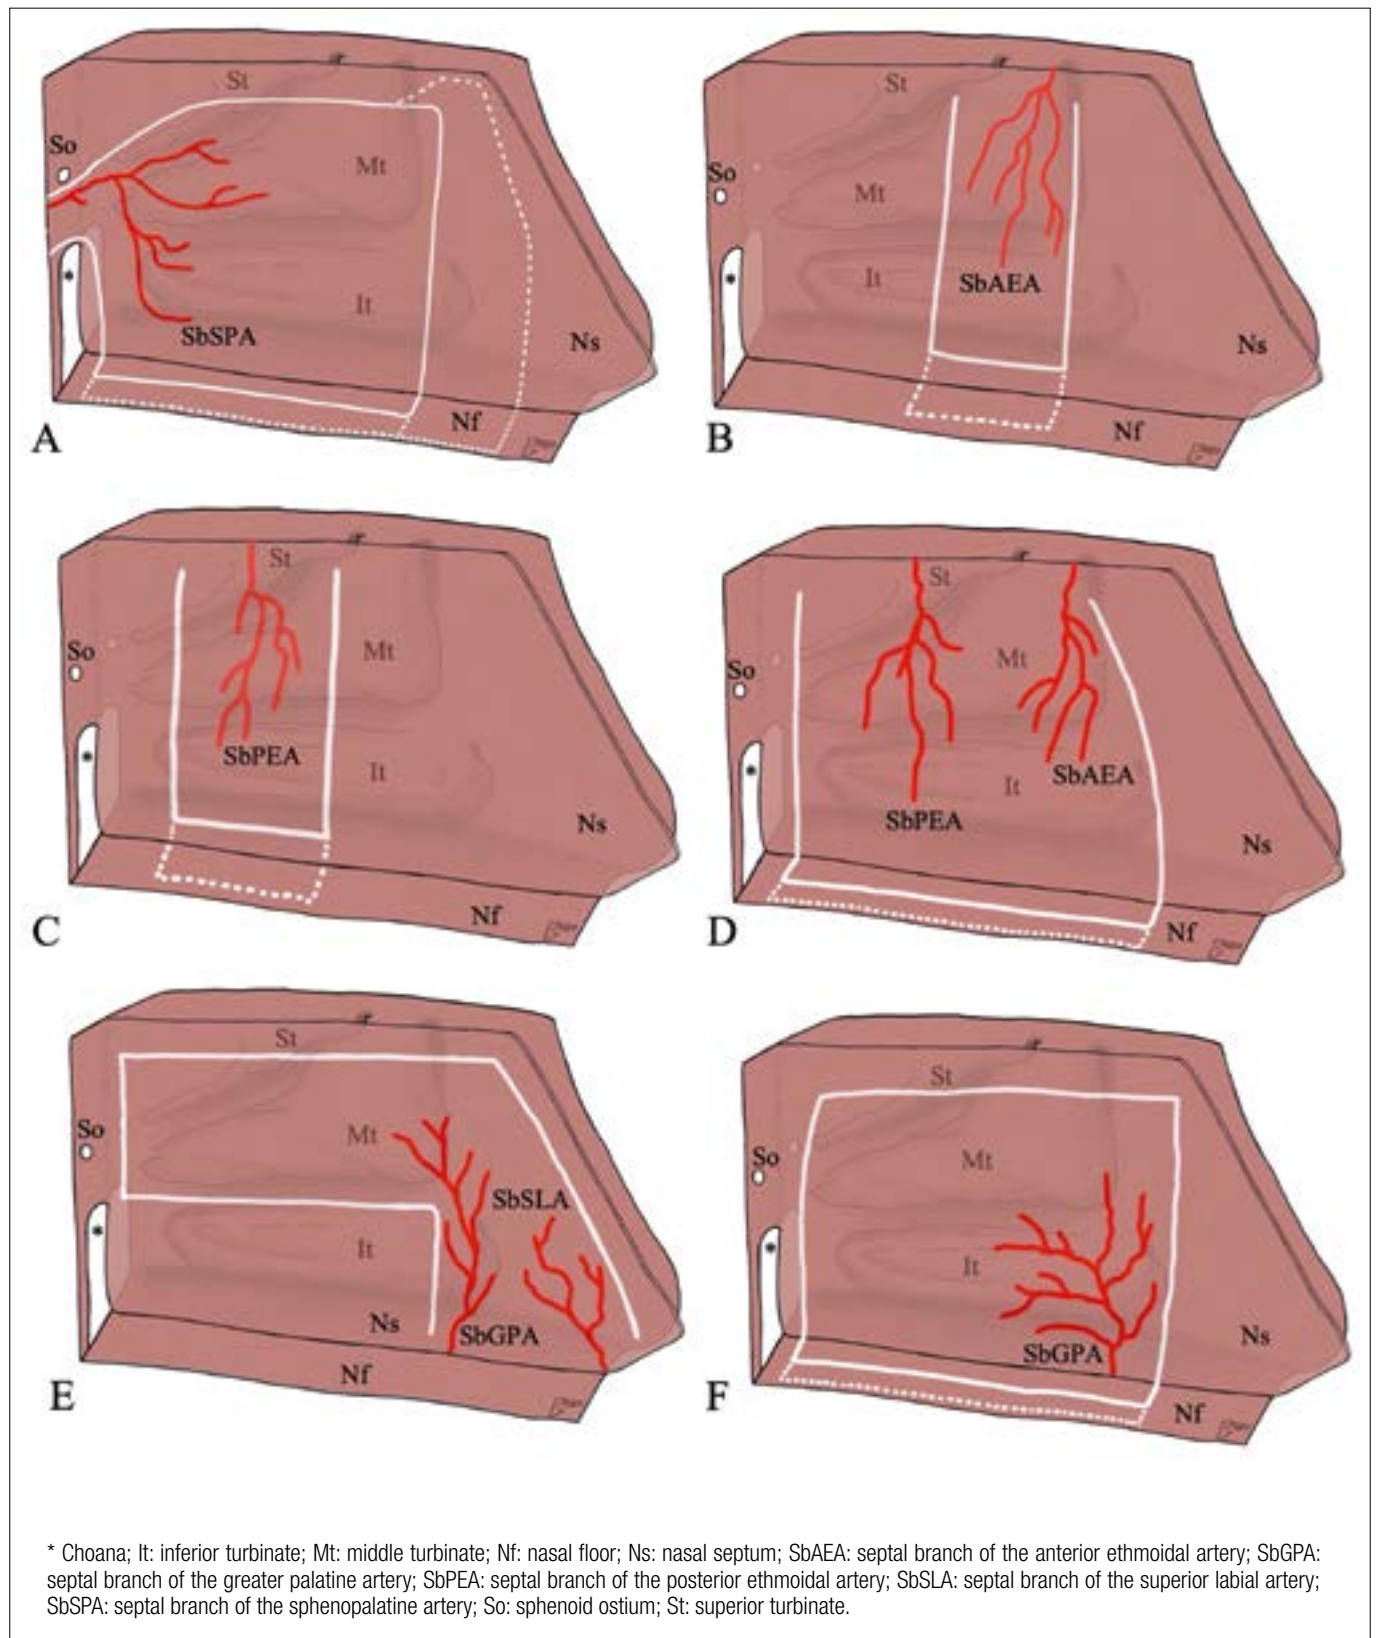 St
So
Mt
It
SbSPA
Ns
Nf
A
St
So
Mt
It
SbAEA
Ns
Nf
B
St
So
Mt
SbPEA
It
Ns
Nf
C
St
So
Mt
SbAEA
It
SbPEA
Ns
Nf
D
St
So
Mt
SbSLA
It
Ns
SbGPA
Nf
E
St
So
Mt
It
SbGPA
Ns
Nf
F
* Choana; It: inferior turbinate; Mt: middle turbinate; Nf: nasal floor; Ns: nasal septum; SbAEA: septal branch of the anterior ethmoidal artery; SbGPA:
septal branch of the greater palatine artery; SbPEA: septal branch of the posterior ethmoidal artery; SbSLA: septal branch of the superior labial artery;
SbSPA: septal branch of the sphenopalatine artery; So: sphenoid ostium; St: superior turbinate.